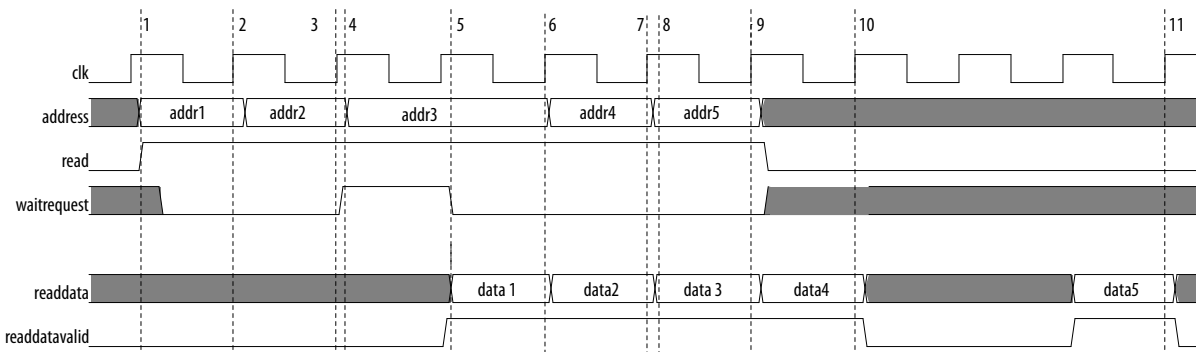 1 2 3 4 5 6 7 8 9 10 11
clk
address addr1 addr2 addr3 addr4 addr5
read
waitrequest
readdata data 1 data2 data 3 data4 data5
readdatavalid